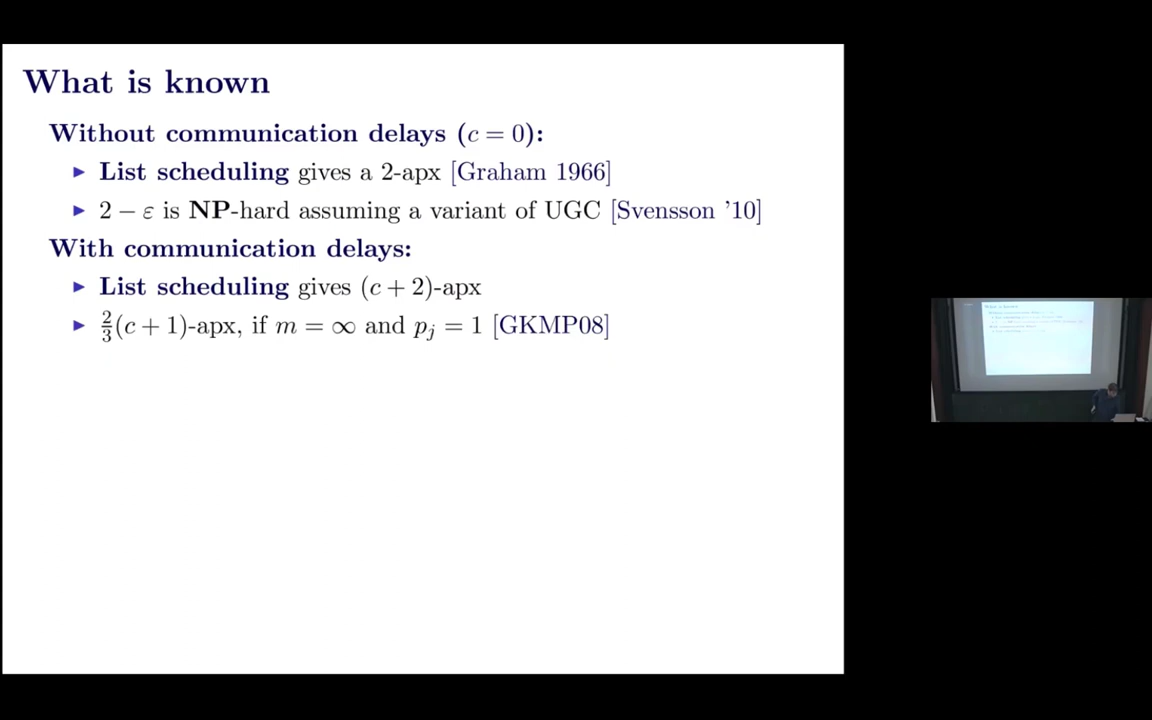 What is known
Without communication delays (c = 0):
▶ List scheduling gives a 2-apx [Graham 1966]
▶ 2 − ε is NP-hard assuming a variant of UGC [Svensson '10]
With communication delays:
▶ List scheduling gives (c + 2)-apx
▶ 2/3(c + 1)-apx, if m = ∞ and p_j = 1 [GKMP08]